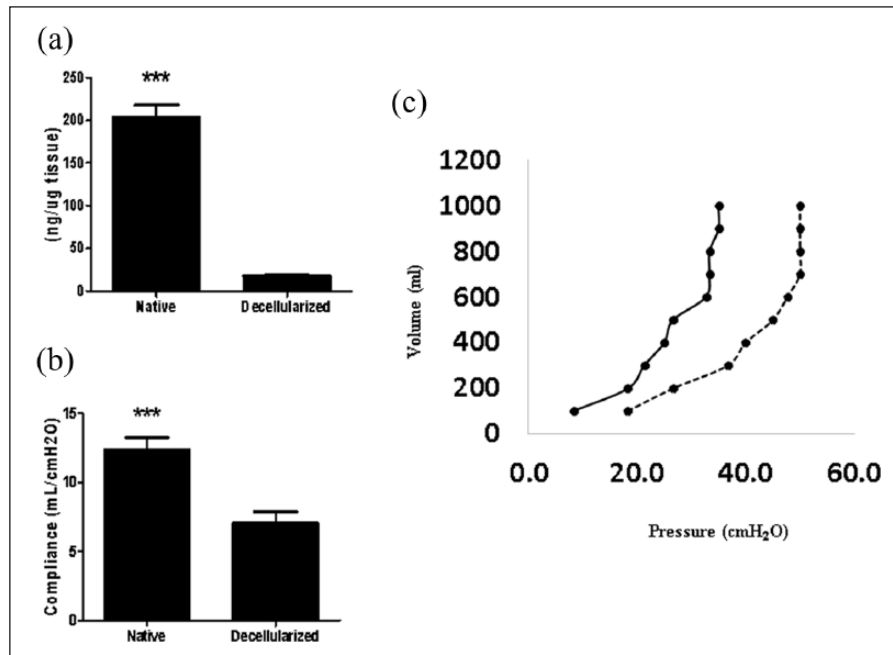 (a)
***
250
200
150
100
50
0
(ng/ug tissue)
Native Decellularized
(b)
***
15
10
5
0
Compliance (mL/cmH2O)
Native Decellularized
(c)
1200
1000
800
600
400
200
0
Volume (ml)
0.0 20.0 40.0 60.0
Pressure (cmH₂O)